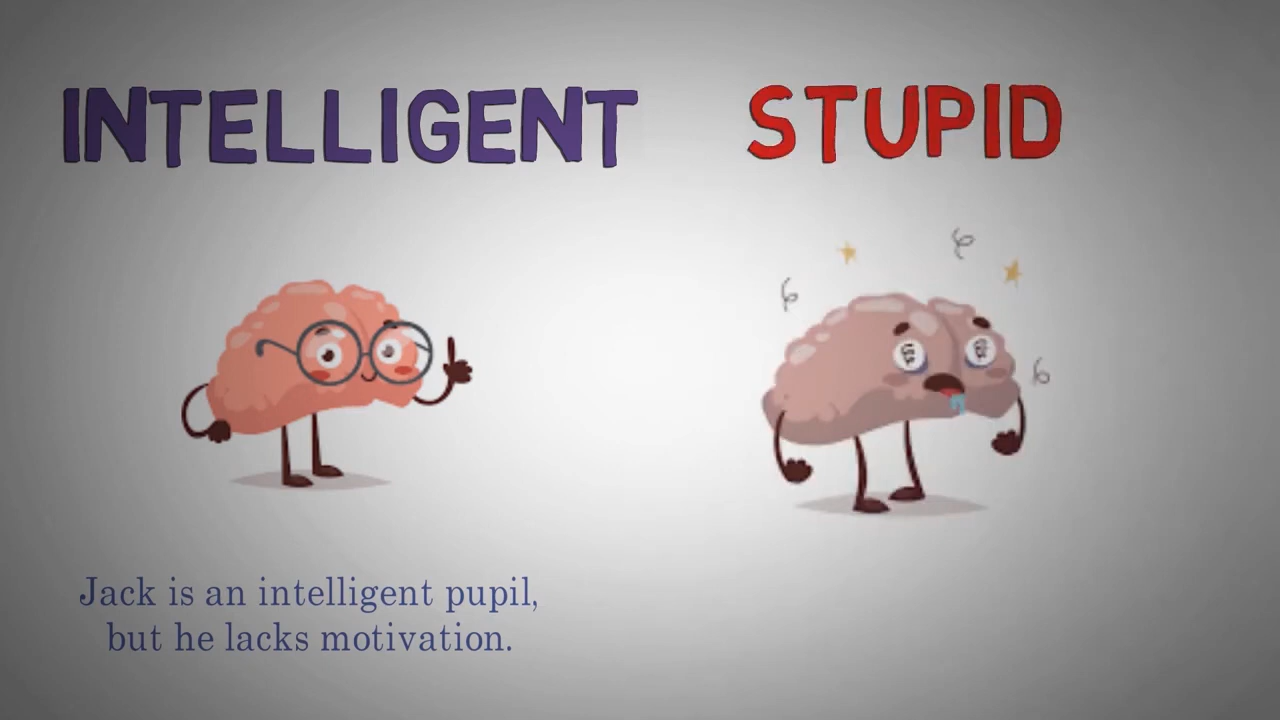 INTELLIGENT STUPID
Jack is an intelligent pupil,
but he lacks motivation.